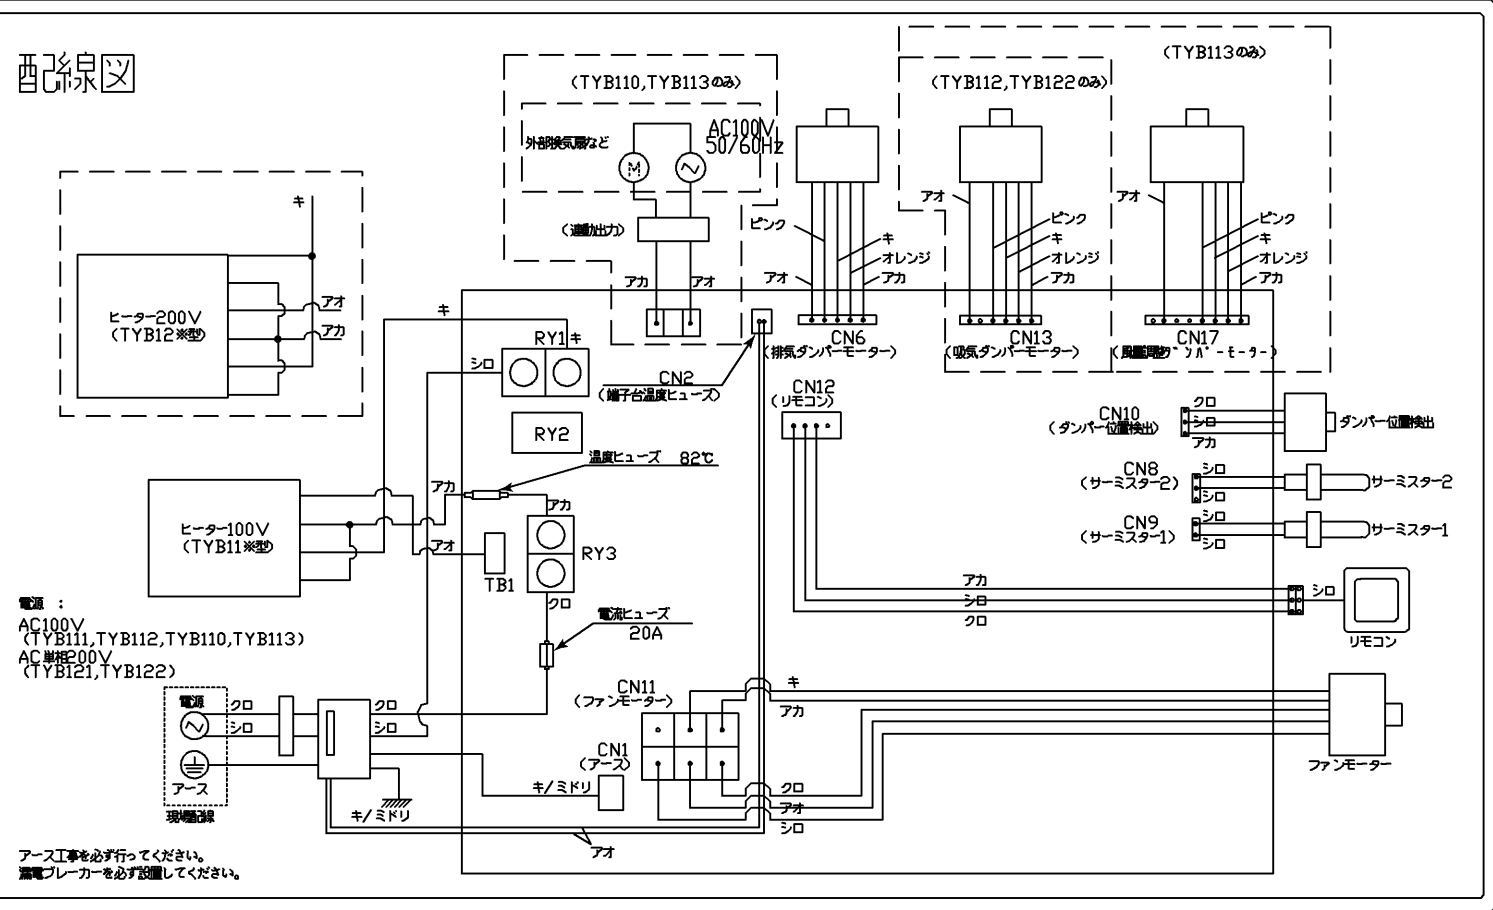 配線図
(TYB113のみ)
(TYB110,TYB113のみ)
(TYB112,TYB122のみ)
外部換気扇など
AC100V
50/60Hz
M
(連動出力)
アカ
アオ
ピンク
キ
オレンジ
アオ
アカ
CN6
(排気ダンパーモーター)
アオ
ピンク
キ
オレンジ
アカ
CN13
(吸気ダンパーモーター)
アオ
ピンク
キ
オレンジ
アカ
CN17
(風量調整ダンパーモーター)
キ
ヒーター200V
(TYB12※型)
アオ
アカ
キ
RY1
キ
シロ
CN2
(端子台温度ヒューズ)
RY2
温度ヒューズ 82℃
CN12
(リモコン)
CN10
(ダンパー位置検出)
クロ
シロ
アカ
ダンパー位置検出
CN8
(サーミスター2)
シロ
シロ
サーミスター2
CN9
(サーミスター1)
シロ
シロ
サーミスター1
ヒーター100V
(TYB11※型)
アカ
アカ
アオ
TB1
RY3
クロ
電流ヒューズ
20A
アカ
シロ
クロ
シロ
リモコン
電源 :
AC100V
(TYB111,TYB112,TYB110,TYB113)
AC単相200V
(TYB121,TYB122)
電源
クロ
シロ
アース
現場配線
クロ
シロ
キ/ミドリ
キ/ミドリ
CN11
(ファンモーター)
CN1
(アース)
キ
アカ
クロ
アオ
シロ
アオ
ファンモーター
アース工事を必ず行ってください。
漏電ブレーカーを必ず設置してください。